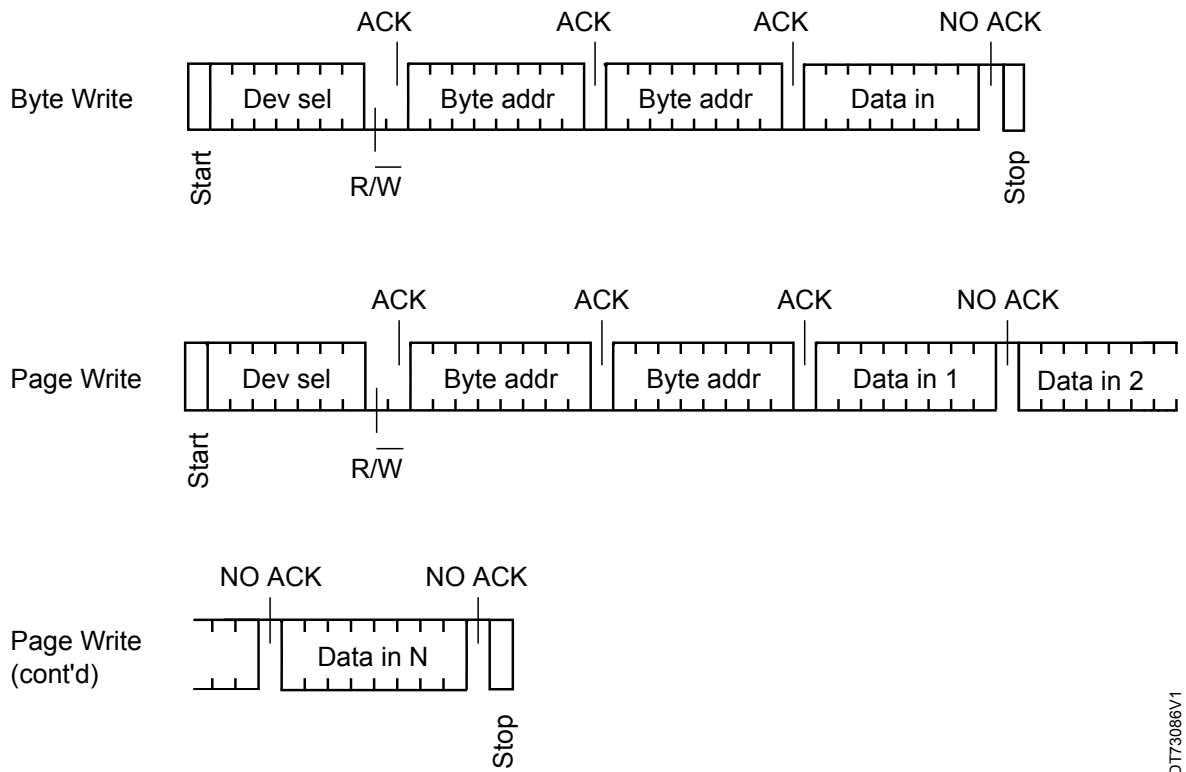 ACK ACK ACK NO ACK
Byte Write Dev sel Byte addr Byte addr Data in
Start R/W̅ Stop
ACK ACK ACK NO ACK
Page Write Dev sel Byte addr Byte addr Data in 1 Data in 2
Start R/W̅
NO ACK NO ACK
Page Write
(cont'd) Data in N
Stop
DT73086V1